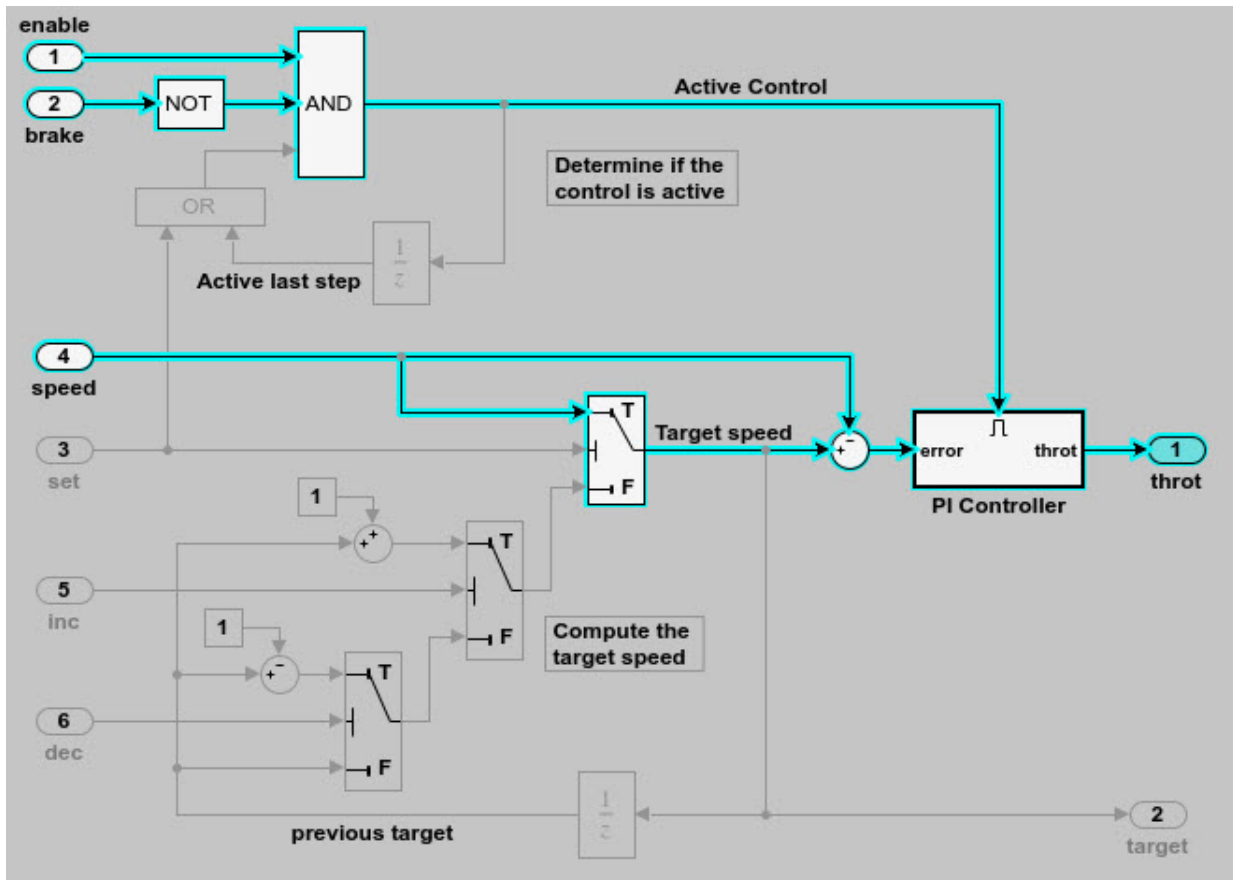 enable
1
2
brake
NOT
AND
Active Control
Determine if the
control is active
OR
1
z
Active last step
4
speed
T
F
Target speed
3
set
error
throt
PI Controller
1
throt
1
T
F
5
inc
1
Compute the
target speed
T
F
6
dec
1
z
previous target
2
target